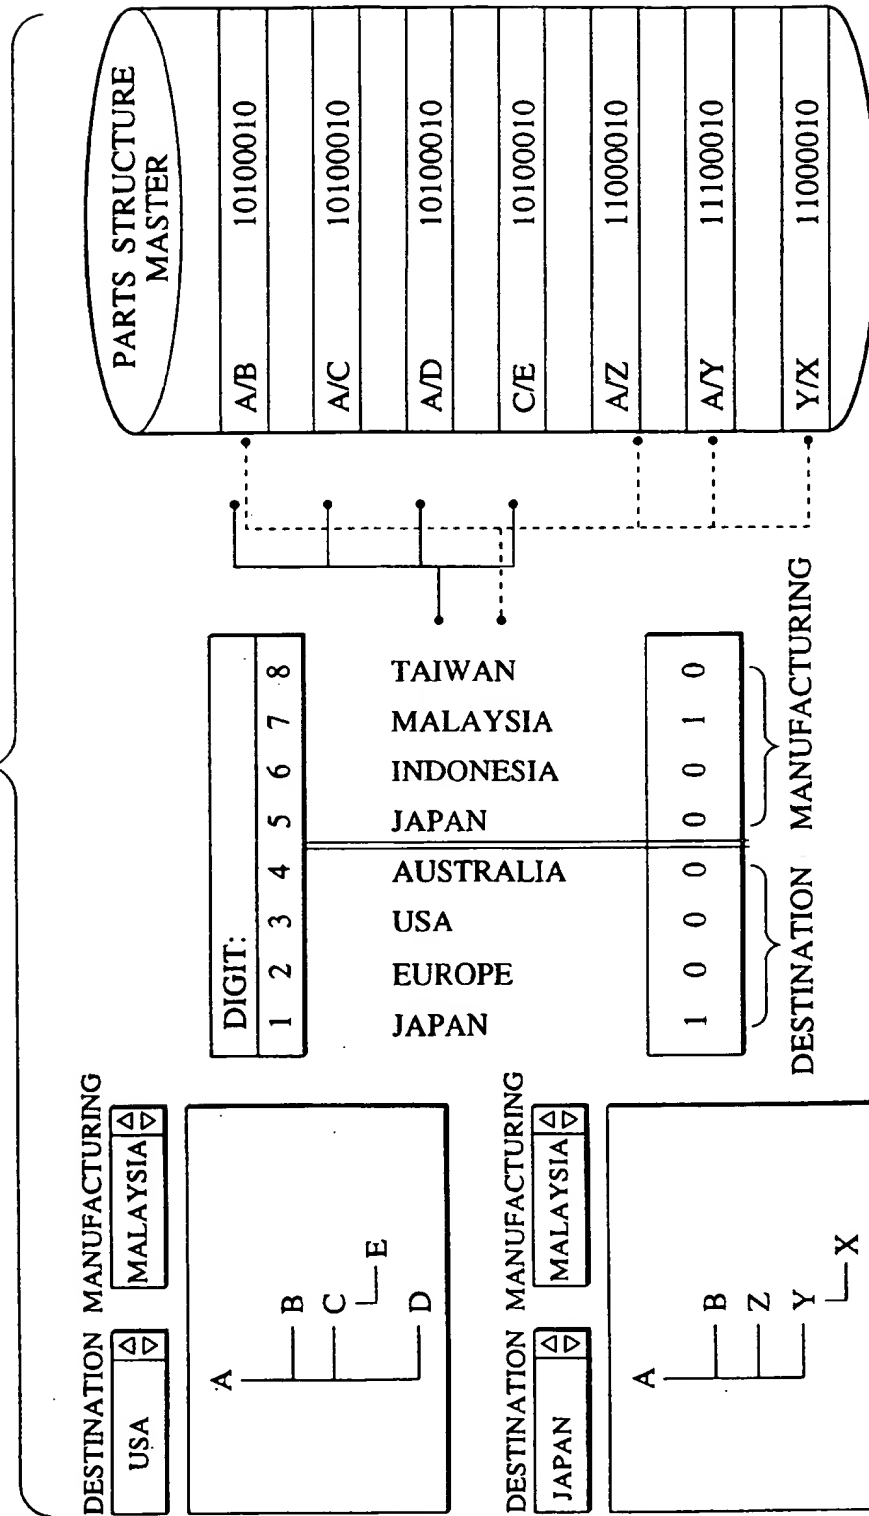 DESTINATION MANUFACTURING
USA MALAYSIA
A
B
C
E
D
DESTINATION MANUFACTURING
JAPAN MALAYSIA
A
B
Z
Y
X
DIGIT:
1 2 3 4 5 6 7 8
JAPAN
EUROPE
USA
AUSTRALIA
JAPAN
INDONESIA
MALAYSIA
TAIWAN
1 0 0 0 0 0 1 0
DESTINATION MANUFACTURING
PARTS STRUCTURE
MASTER
A/B 10100010
A/C 10100010
A/D 10100010
C/E 10100010
A/Z 11000010
A/Y 11100010
Y/X 11000010